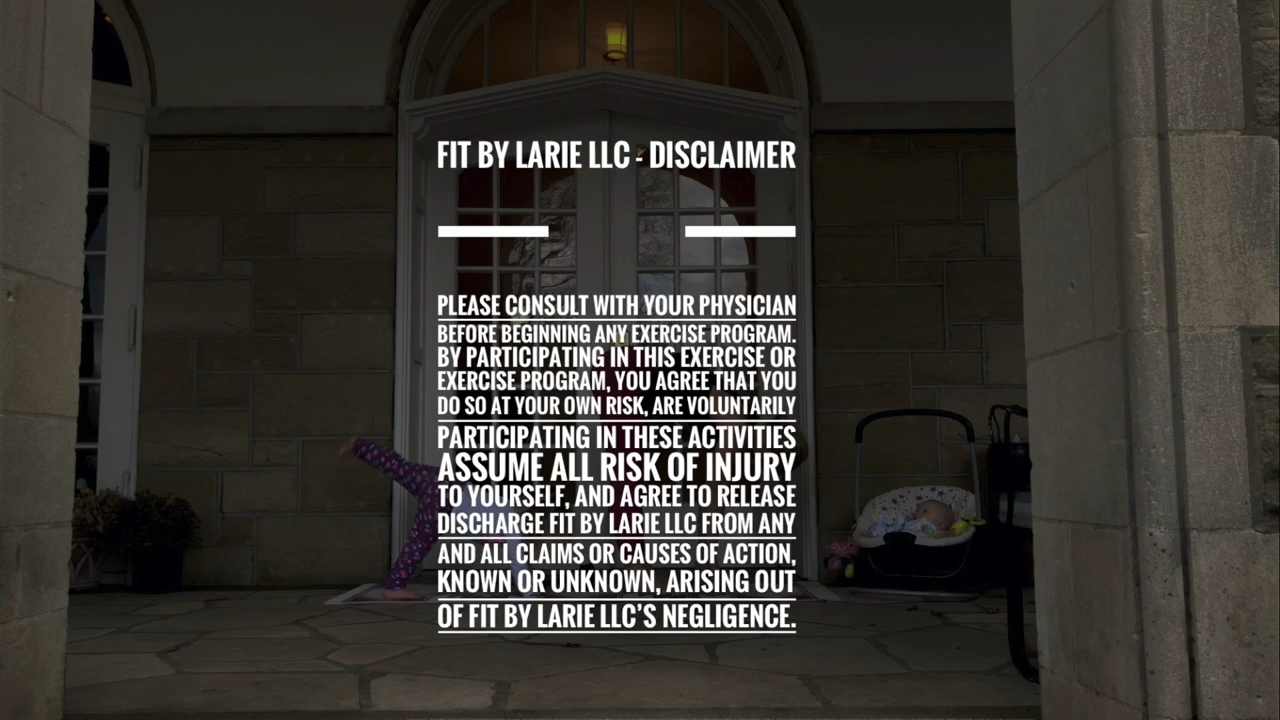 FIT BY LARIE LLC - DISCLAIMER
PLEASE CONSULT WITH YOUR PHYSICIAN
BEFORE BEGINNING ANY EXERCISE PROGRAM.
BY PARTICIPATING IN THIS EXERCISE OR
EXERCISE PROGRAM, YOU AGREE THAT YOU
DO SO AT YOUR OWN RISK, ARE VOLUNTARILY
PARTICIPATING IN THESE ACTIVITIES
ASSUME ALL RISK OF INJURY
TO YOURSELF, AND AGREE TO RELEASE
DISCHARGE FIT BY LARIE LLC FROM ANY
AND ALL CLAIMS OR CAUSES OF ACTION,
KNOWN OR UNKNOWN, ARISING OUT
OF FIT BY LARIE LLC'S NEGLIGENCE.